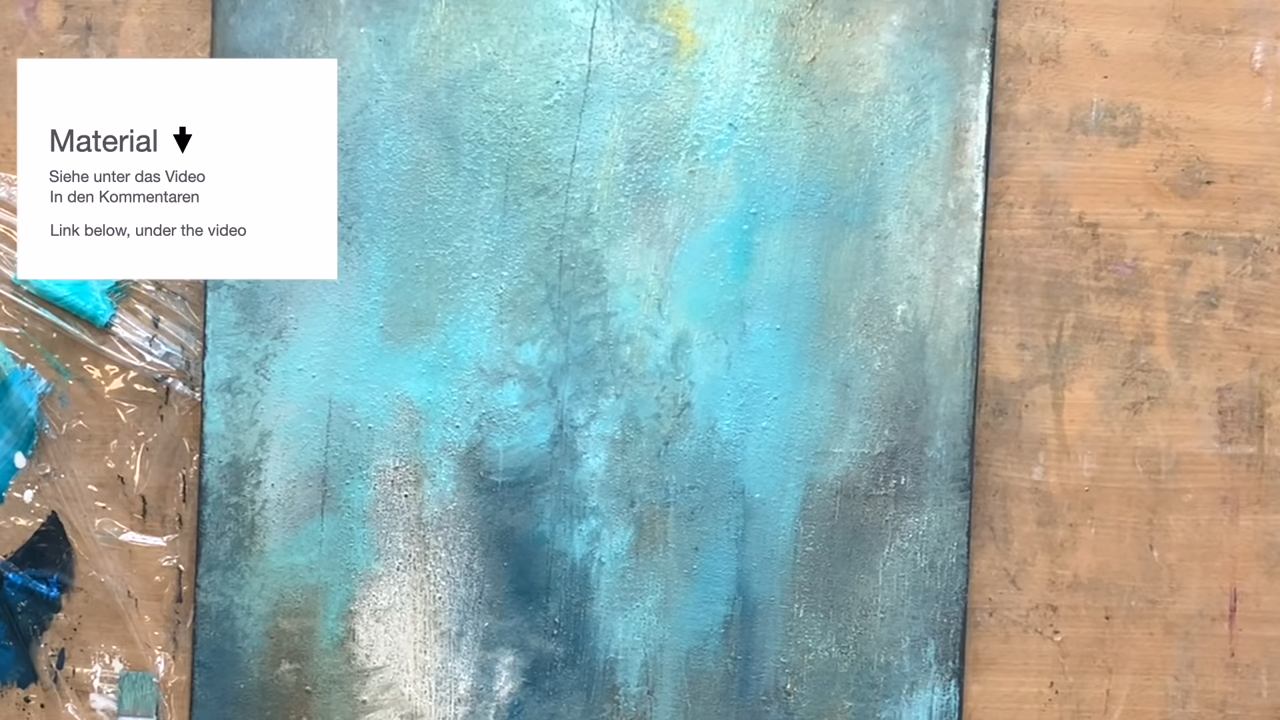 Material
Siehe unter das Video
In den Kommentaren
Link below, under the video